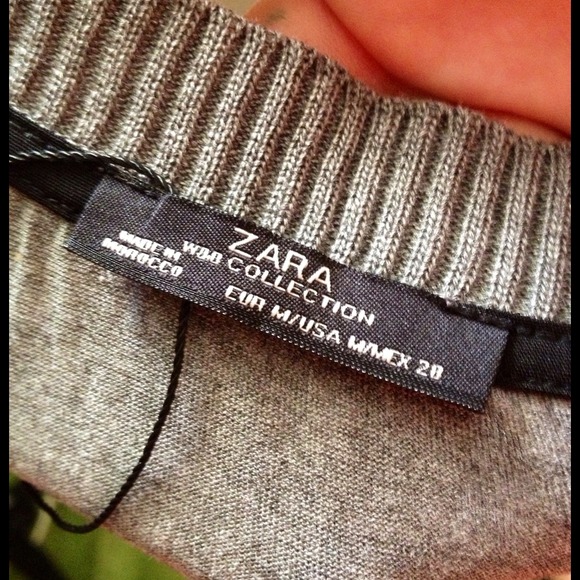 ZARA
W&B COLLECTION
EUR M/USA M/MEX 28
MADE IN
MOROCCO